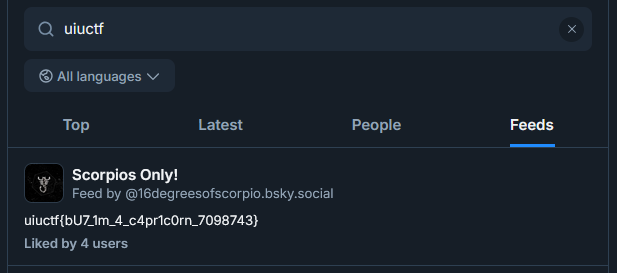 uiuctf
All languages
Top Latest People Feeds
Scorpios Only!
Feed by @16degreesofscorpio.bsky.social
uiuctf{bU7_1m_4_c4pr1c0rn_7098743}
Liked by 4 users